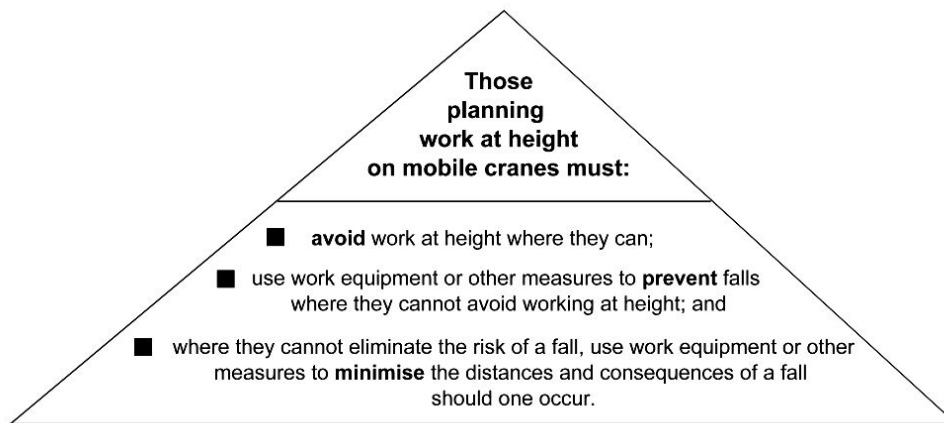 Those
planning
work at height
on mobile cranes must:
■ avoid work at height where they can;
■ use work equipment or other measures to prevent falls
where they cannot avoid working at height; and
■ where they cannot eliminate the risk of a fall, use work equipment or other
measures to minimise the distances and consequences of a fall
should one occur.